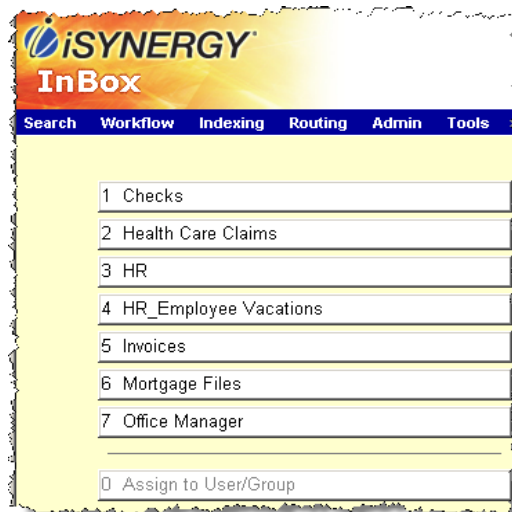 iSYNERGY
InBox
Search Workflow Indexing Routing Admin Tools
1 Checks
2 Health Care Claims
3 HR
4 HR_Employee Vacations
5 Invoices
6 Mortgage Files
7 Office Manager
0 Assign to User/Group